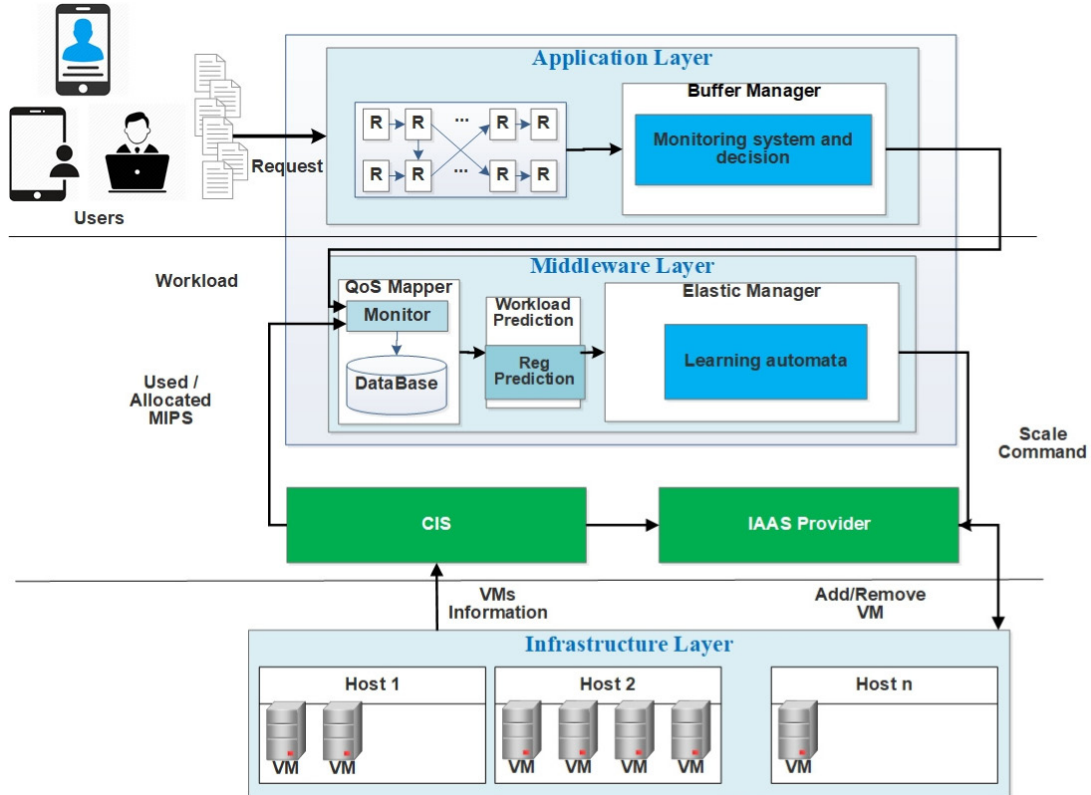 Application Layer
Buffer Manager
R R ... R R
Monitoring system and
decision
R R ... R R
Request
Users
Workload
Middleware Layer
QoS Mapper
Monitor
DataBase
Workload
Prediction
Reg
Prediction
Elastic Manager
Learning automata
Used /
Allocated
MIPS
Scale
Command
CIS
IAAS Provider
VMs
Information
Add/Remove
VM
Infrastructure Layer
Host 1
VM VM
Host 2
VM VM VM VM
Host n
VM